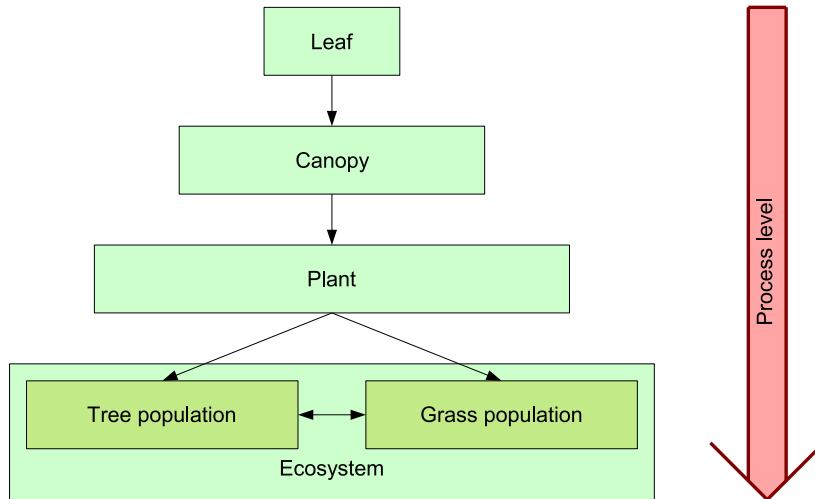 Leaf
Canopy
Plant
Tree population
Grass population
Ecosystem
Process level